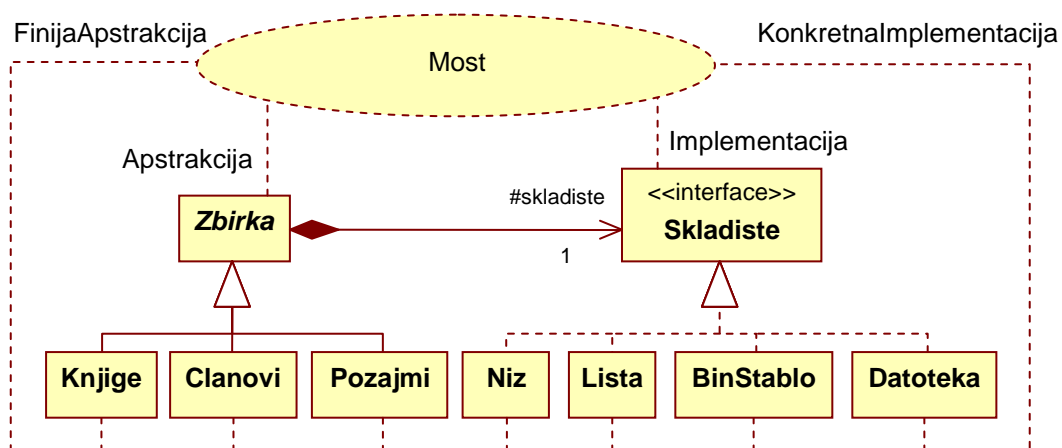 FinijaApstrakcija
KonkretnaImplementacija
Most
Apstrakcija
Implementacija
Zbirka
#skladiste
1
<<interface>>
Skladiste
Knjige
Clanovi
Pozajmi
Niz
Lista
BinStablo
Datoteka